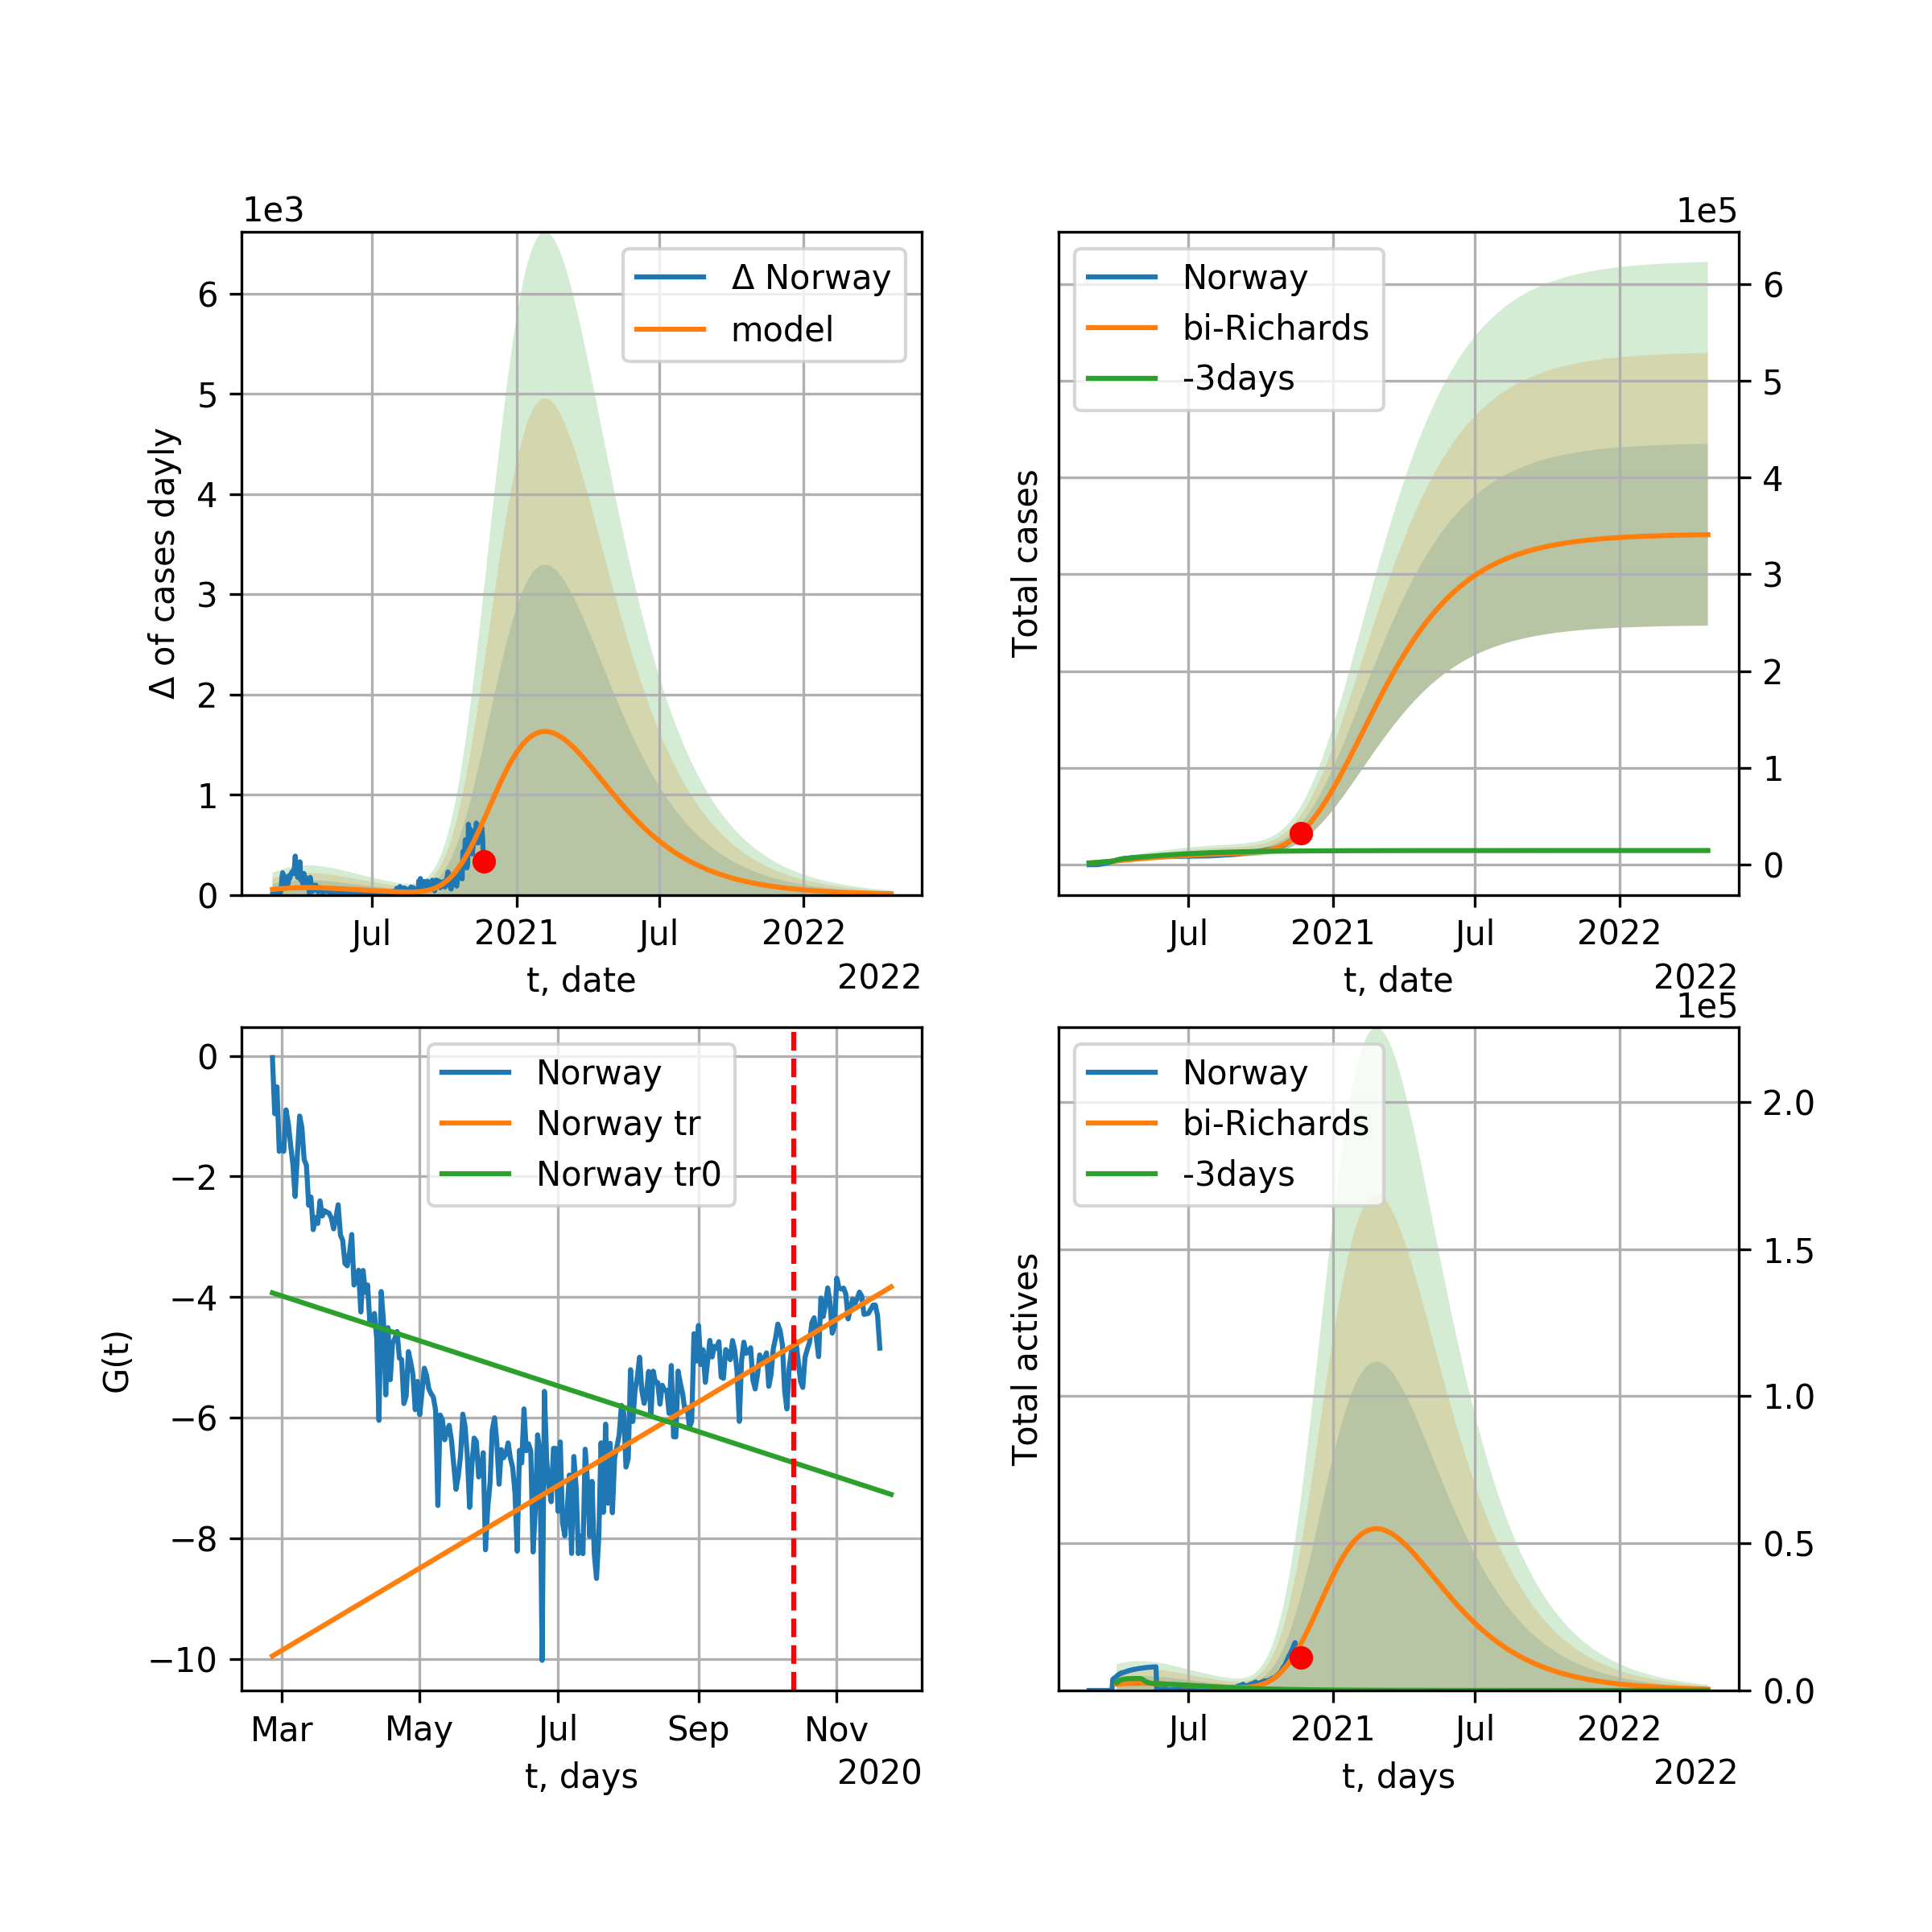 1e3
Δ of cases dayly
6
5
4
3
2
1
0
Δ Norway
model
Jul
2021
Jul
2022
t, date
2022
1e5
Total cases
Norway
bi-Richards
-3days
6
5
4
3
2
1
0
Jul
2021
Jul
2022
t, date
2022
G(t)
0
−2
−4
−6
−8
−10
Norway
Norway tr
Norway tr0
Mar
May
Jul
Sep
Nov
t, days
2020
1e5
Total actives
Norway
bi-Richards
-3days
2.0
1.5
1.0
0.5
0.0
Jul
2021
Jul
2022
t, days
2022